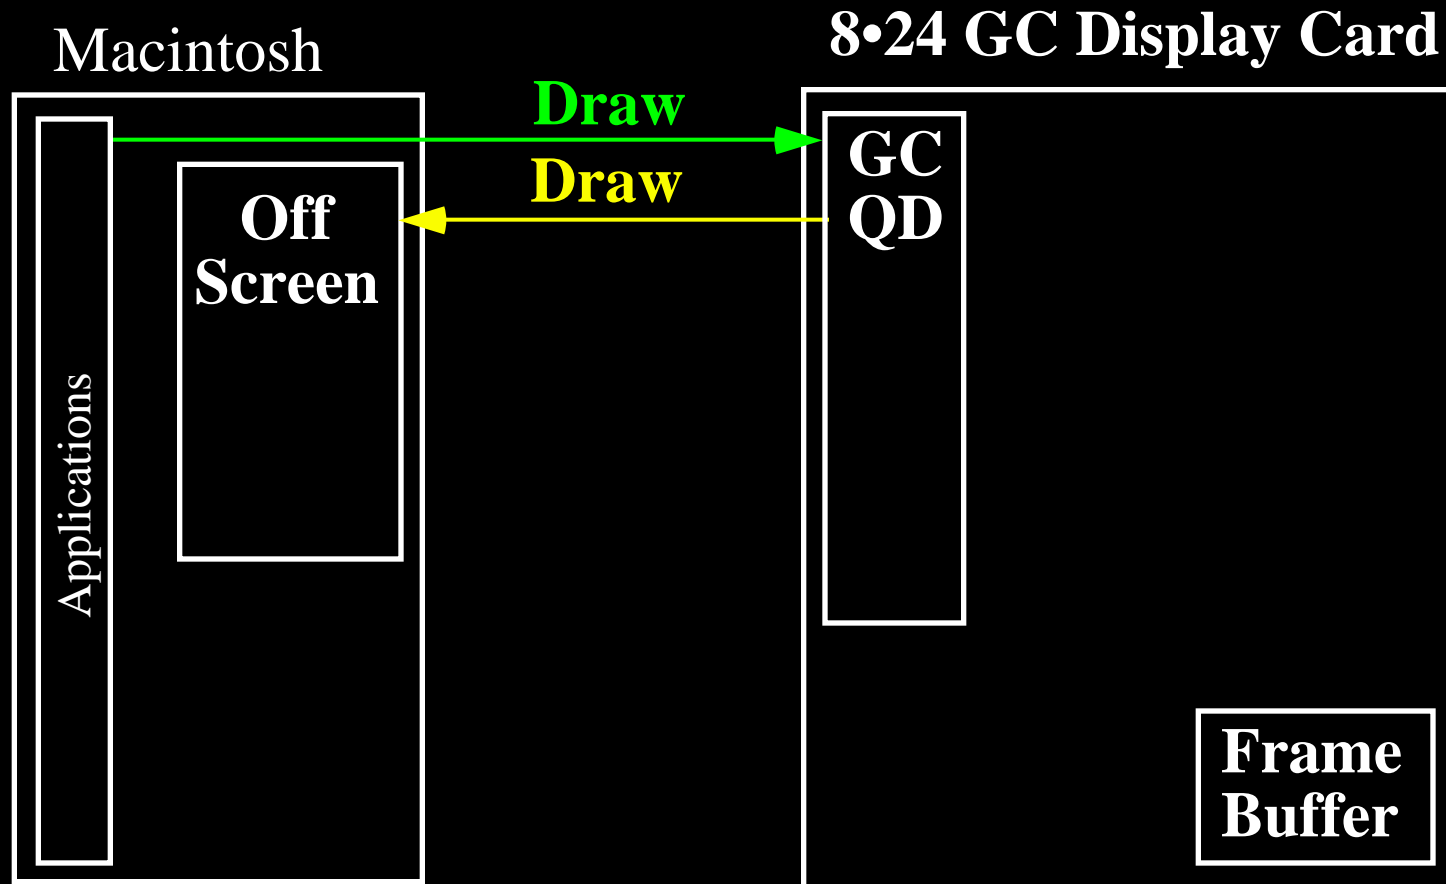 Macintosh
8•24 GC Display Card
Draw
Draw
GC
QD
Off
Screen
Applications
Frame
Buffer